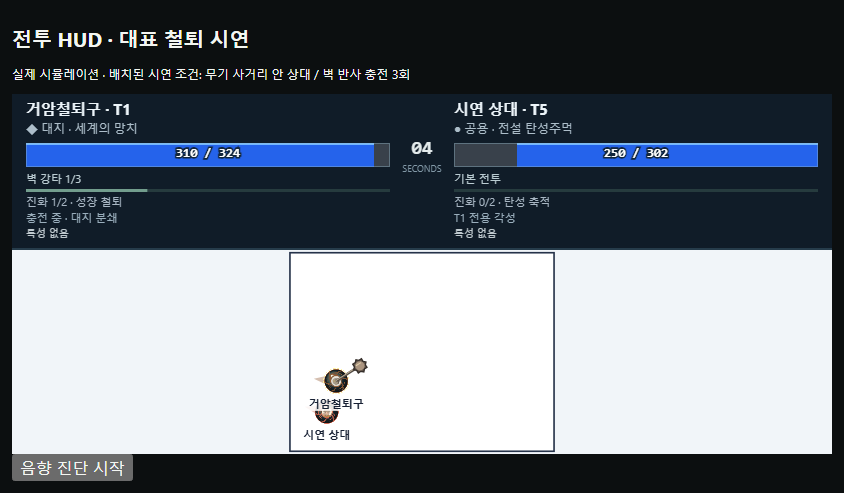 전투 HUD · 대표 철퇴 시연
실제 시뮬레이션 · 배치된 시연 조건: 무기 사거리 안 상대 / 벽 반사 충전 3회
거암철퇴구 · T1
◆ 대지 · 세계의 망치
310 / 324
벽 강타 1/3
진화 1/2 · 성장 철퇴
충전 중 · 대지 분쇄
특성 없음
04
SECONDS
시연 상대 · T5
● 공용 · 전설 탄성주먹
250 / 302
기본 전투
진화 0/2 · 탄성 축적
T1 전용 각성
특성 없음
거암철퇴구
시연 상대
음향 진단 시작